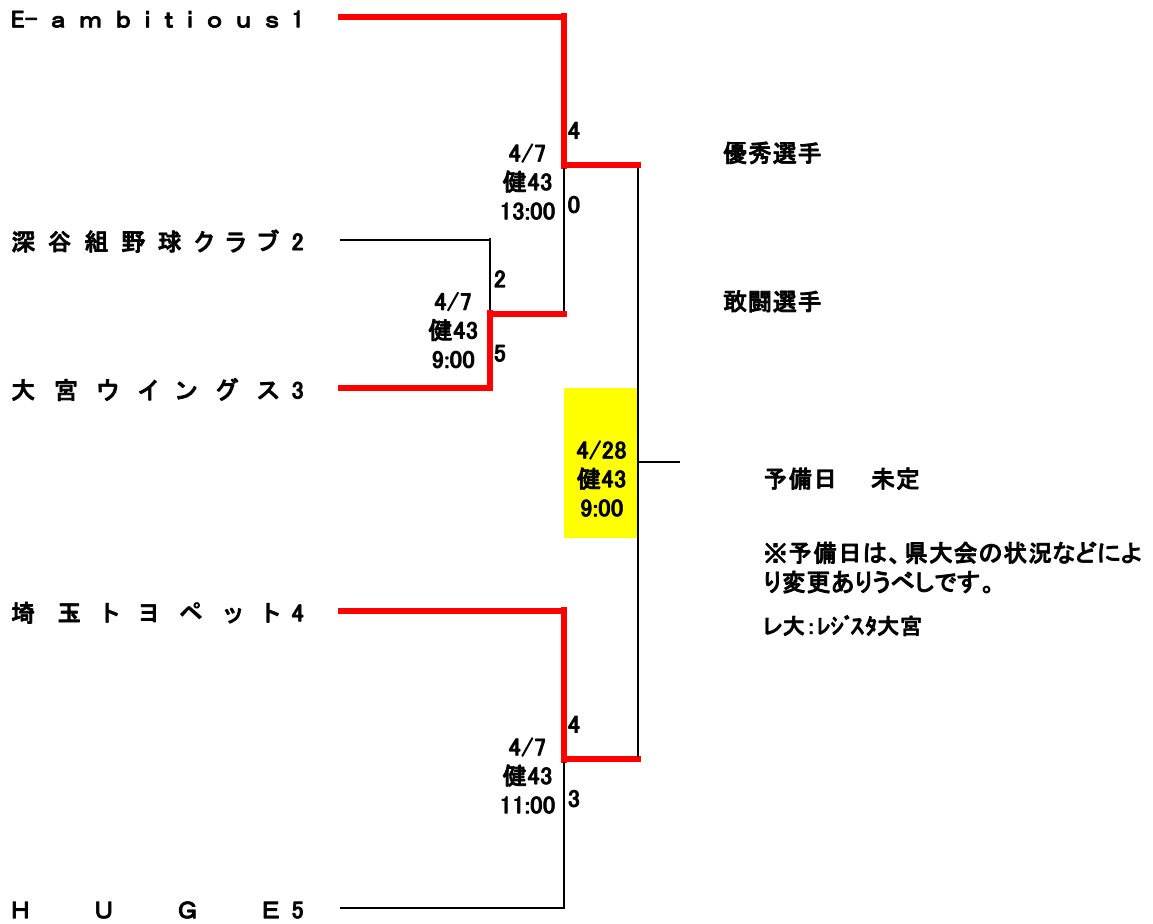 E-ambitious 1
4
4/7
健43
13:00
0
優秀選手
深谷組野球クラブ 2
2
4/7
健43
9:00
5
敢闘選手
大宮ウイングス 3
4/28
健43
9:00
予備日 未定
※予備日は、県大会の状況などによ
り変更ありうべしです。
レ大:ﾚｼﾞｽﾀ大宮
埼玉トヨペット 4
4
4/7
健43
11:00
3
HUGE 5